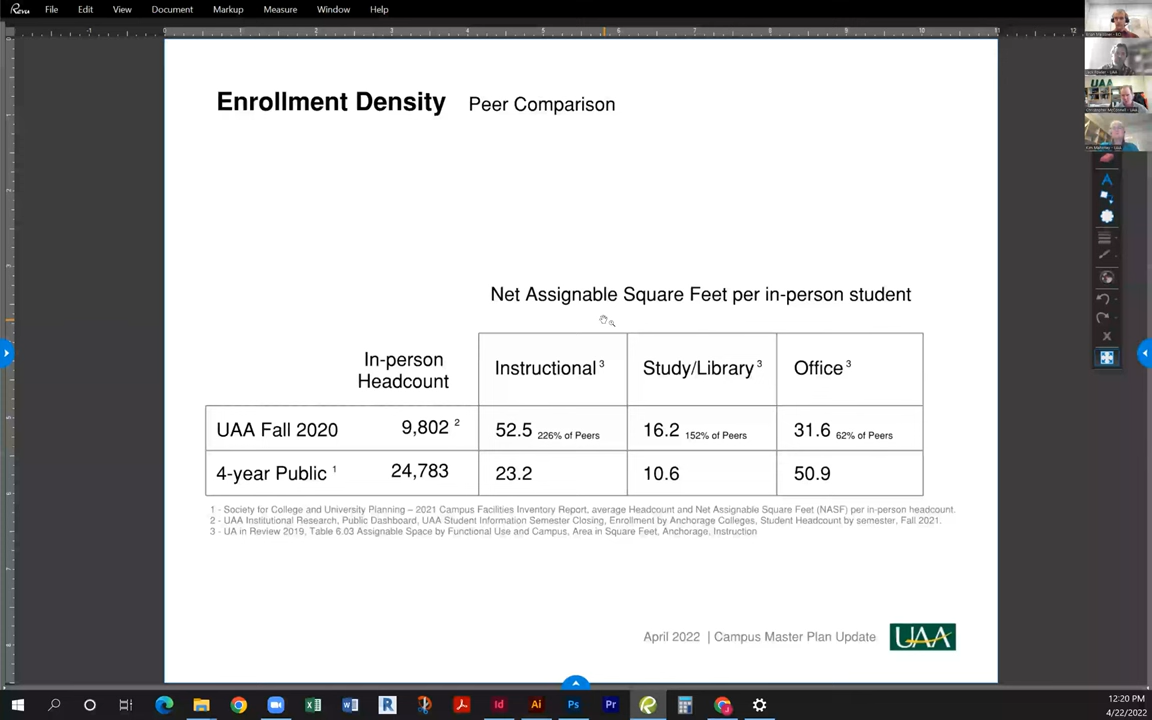 Revu File Edit View Document Markup Measure Window Help
Enrollment Density Peer Comparison
Net Assignable Square Feet per in-person student
In-person
Headcount
Instructional 3
Study/Library 3
Office 3
UAA Fall 2020 9,802 2 52.5 226% of Peers 16.2 152% of Peers 31.6 62% of Peers
4-year Public 1 24,783 23.2 10.6 50.9
1 - Society for College and University Planning – 2021 Campus Facilities Inventory Report, average Headcount and Net Assignable Square Feet (NASF) per in-person headcount.
2 - UAA Institutional Research, Public Dashboard, UAA Student Information Semester Closing, Enrollment by Anchorage Colleges, Student Headcount by semester, Fall 2021.
3 - UA in Review 2019, Table 6.03 Assignable Space by Functional Use and Campus, Area in Square Feet, Anchorage, Instruction
April 2022 | Campus Master Plan Update UAA
12:20 PM
4/22/2022